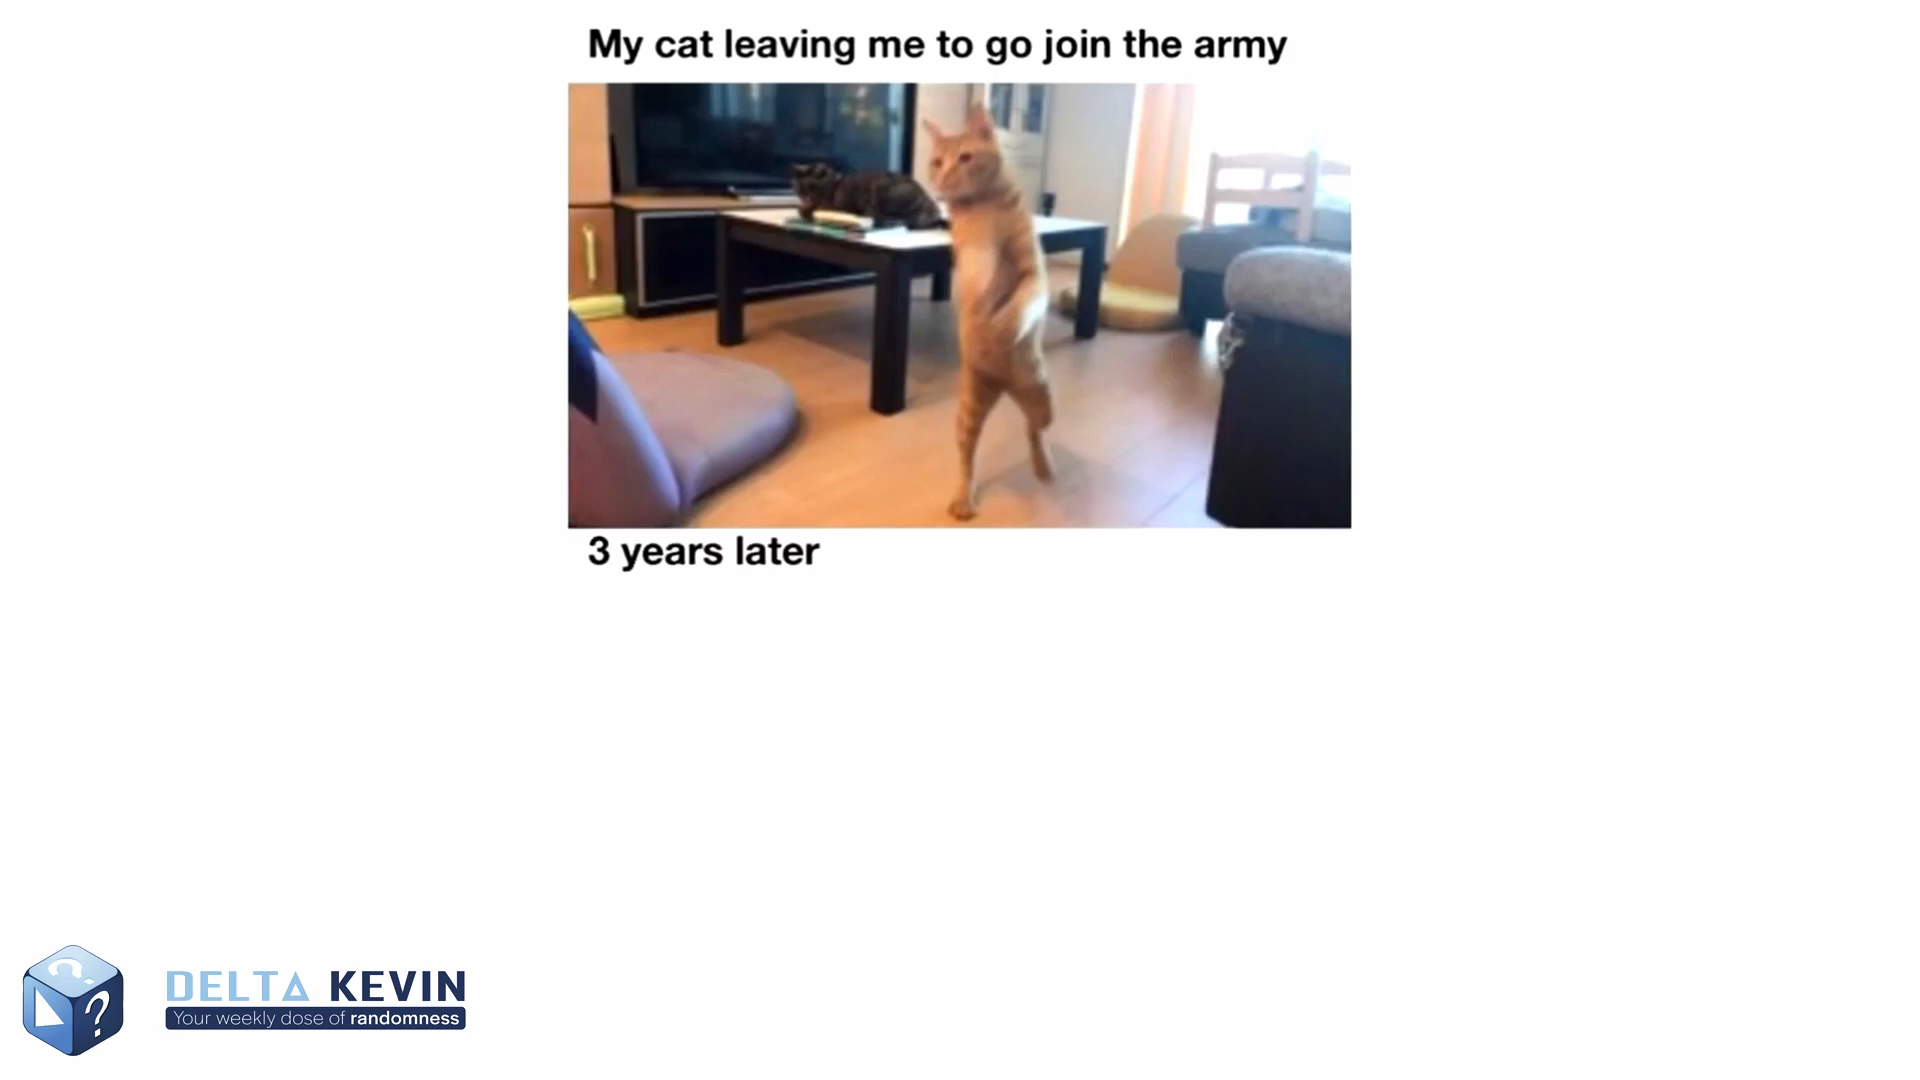 My cat leaving me to go join the army
3 years later
DELTA KEVIN
Your weekly dose of randomness